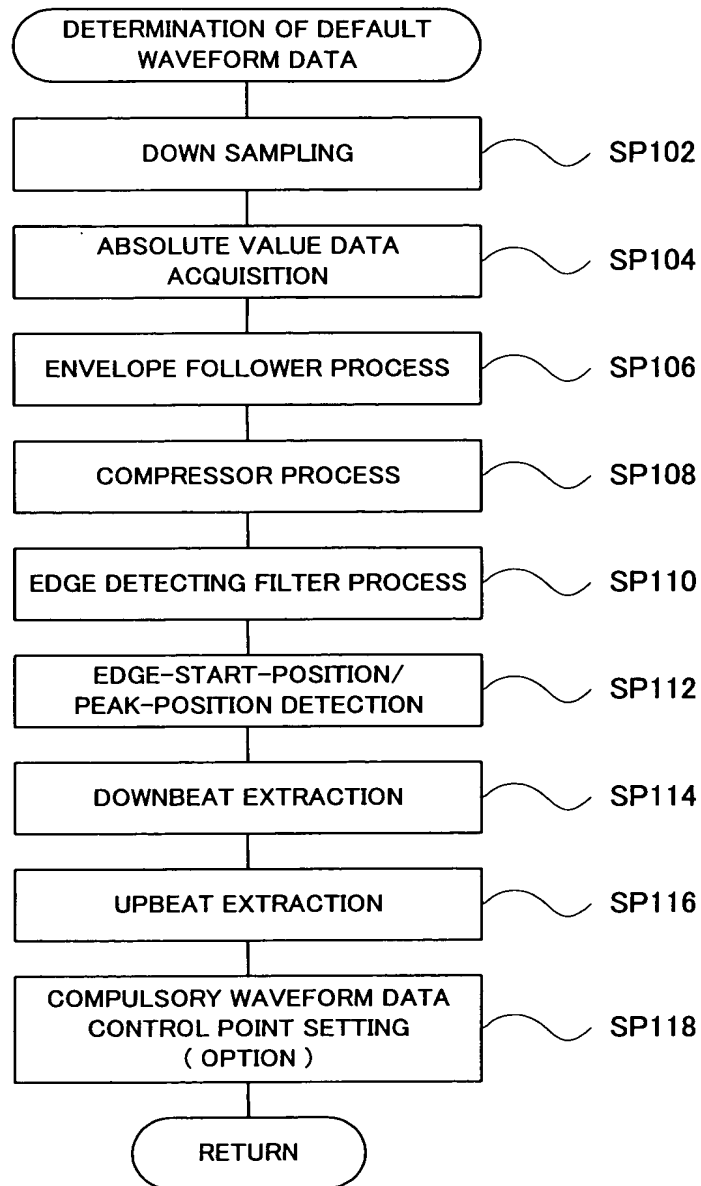 DETERMINATION OF DEFAULT
WAVEFORM DATA
DOWN SAMPLING
SP102
ABSOLUTE VALUE DATA
ACQUISITION
SP104
ENVELOPE FOLLOWER PROCESS
SP106
COMPRESSOR PROCESS
SP108
EDGE DETECTING FILTER PROCESS
SP110
EDGE-START-POSITION/
PEAK-POSITION DETECTION
SP112
DOWNBEAT EXTRACTION
SP114
UPBEAT EXTRACTION
SP116
COMPULSORY WAVEFORM DATA
CONTROL POINT SETTING
( OPTION )
SP118
RETURN